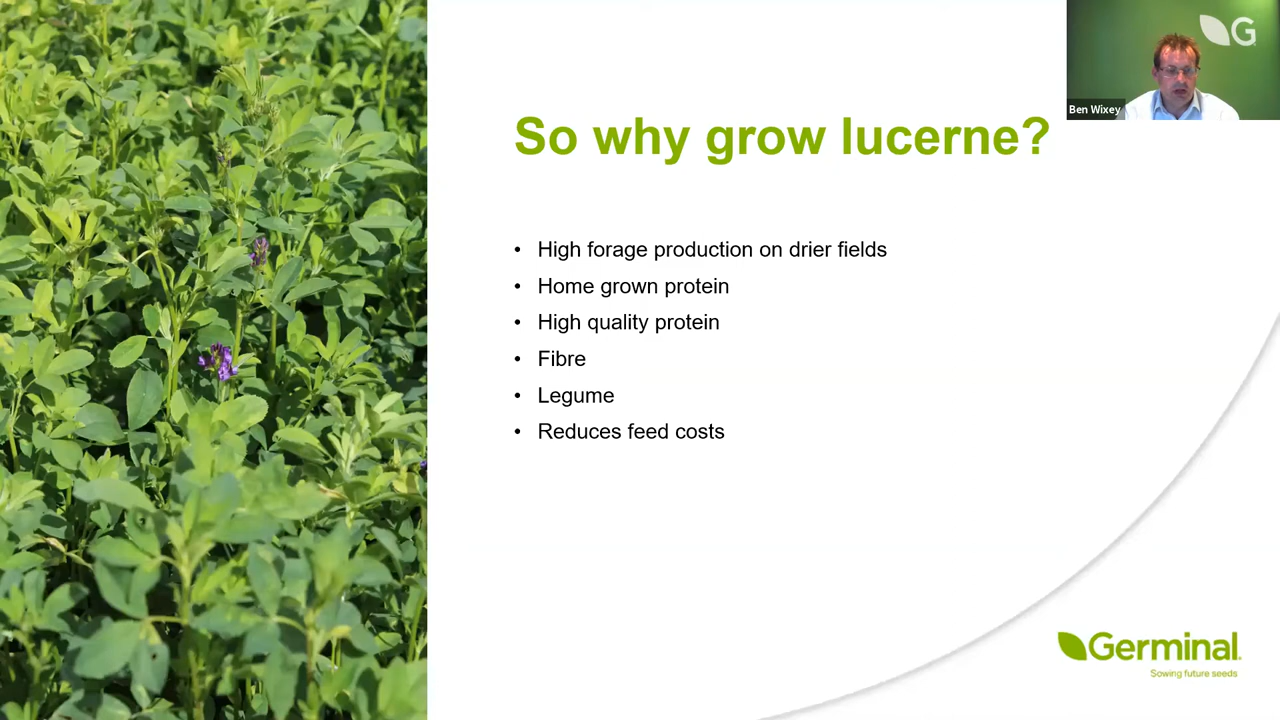 G
Ben Wixey
So why grow lucerne?
• High forage production on drier fields
• Home grown protein
• High quality protein
• Fibre
• Legume
• Reduces feed costs
Germinal
Sowing future seeds